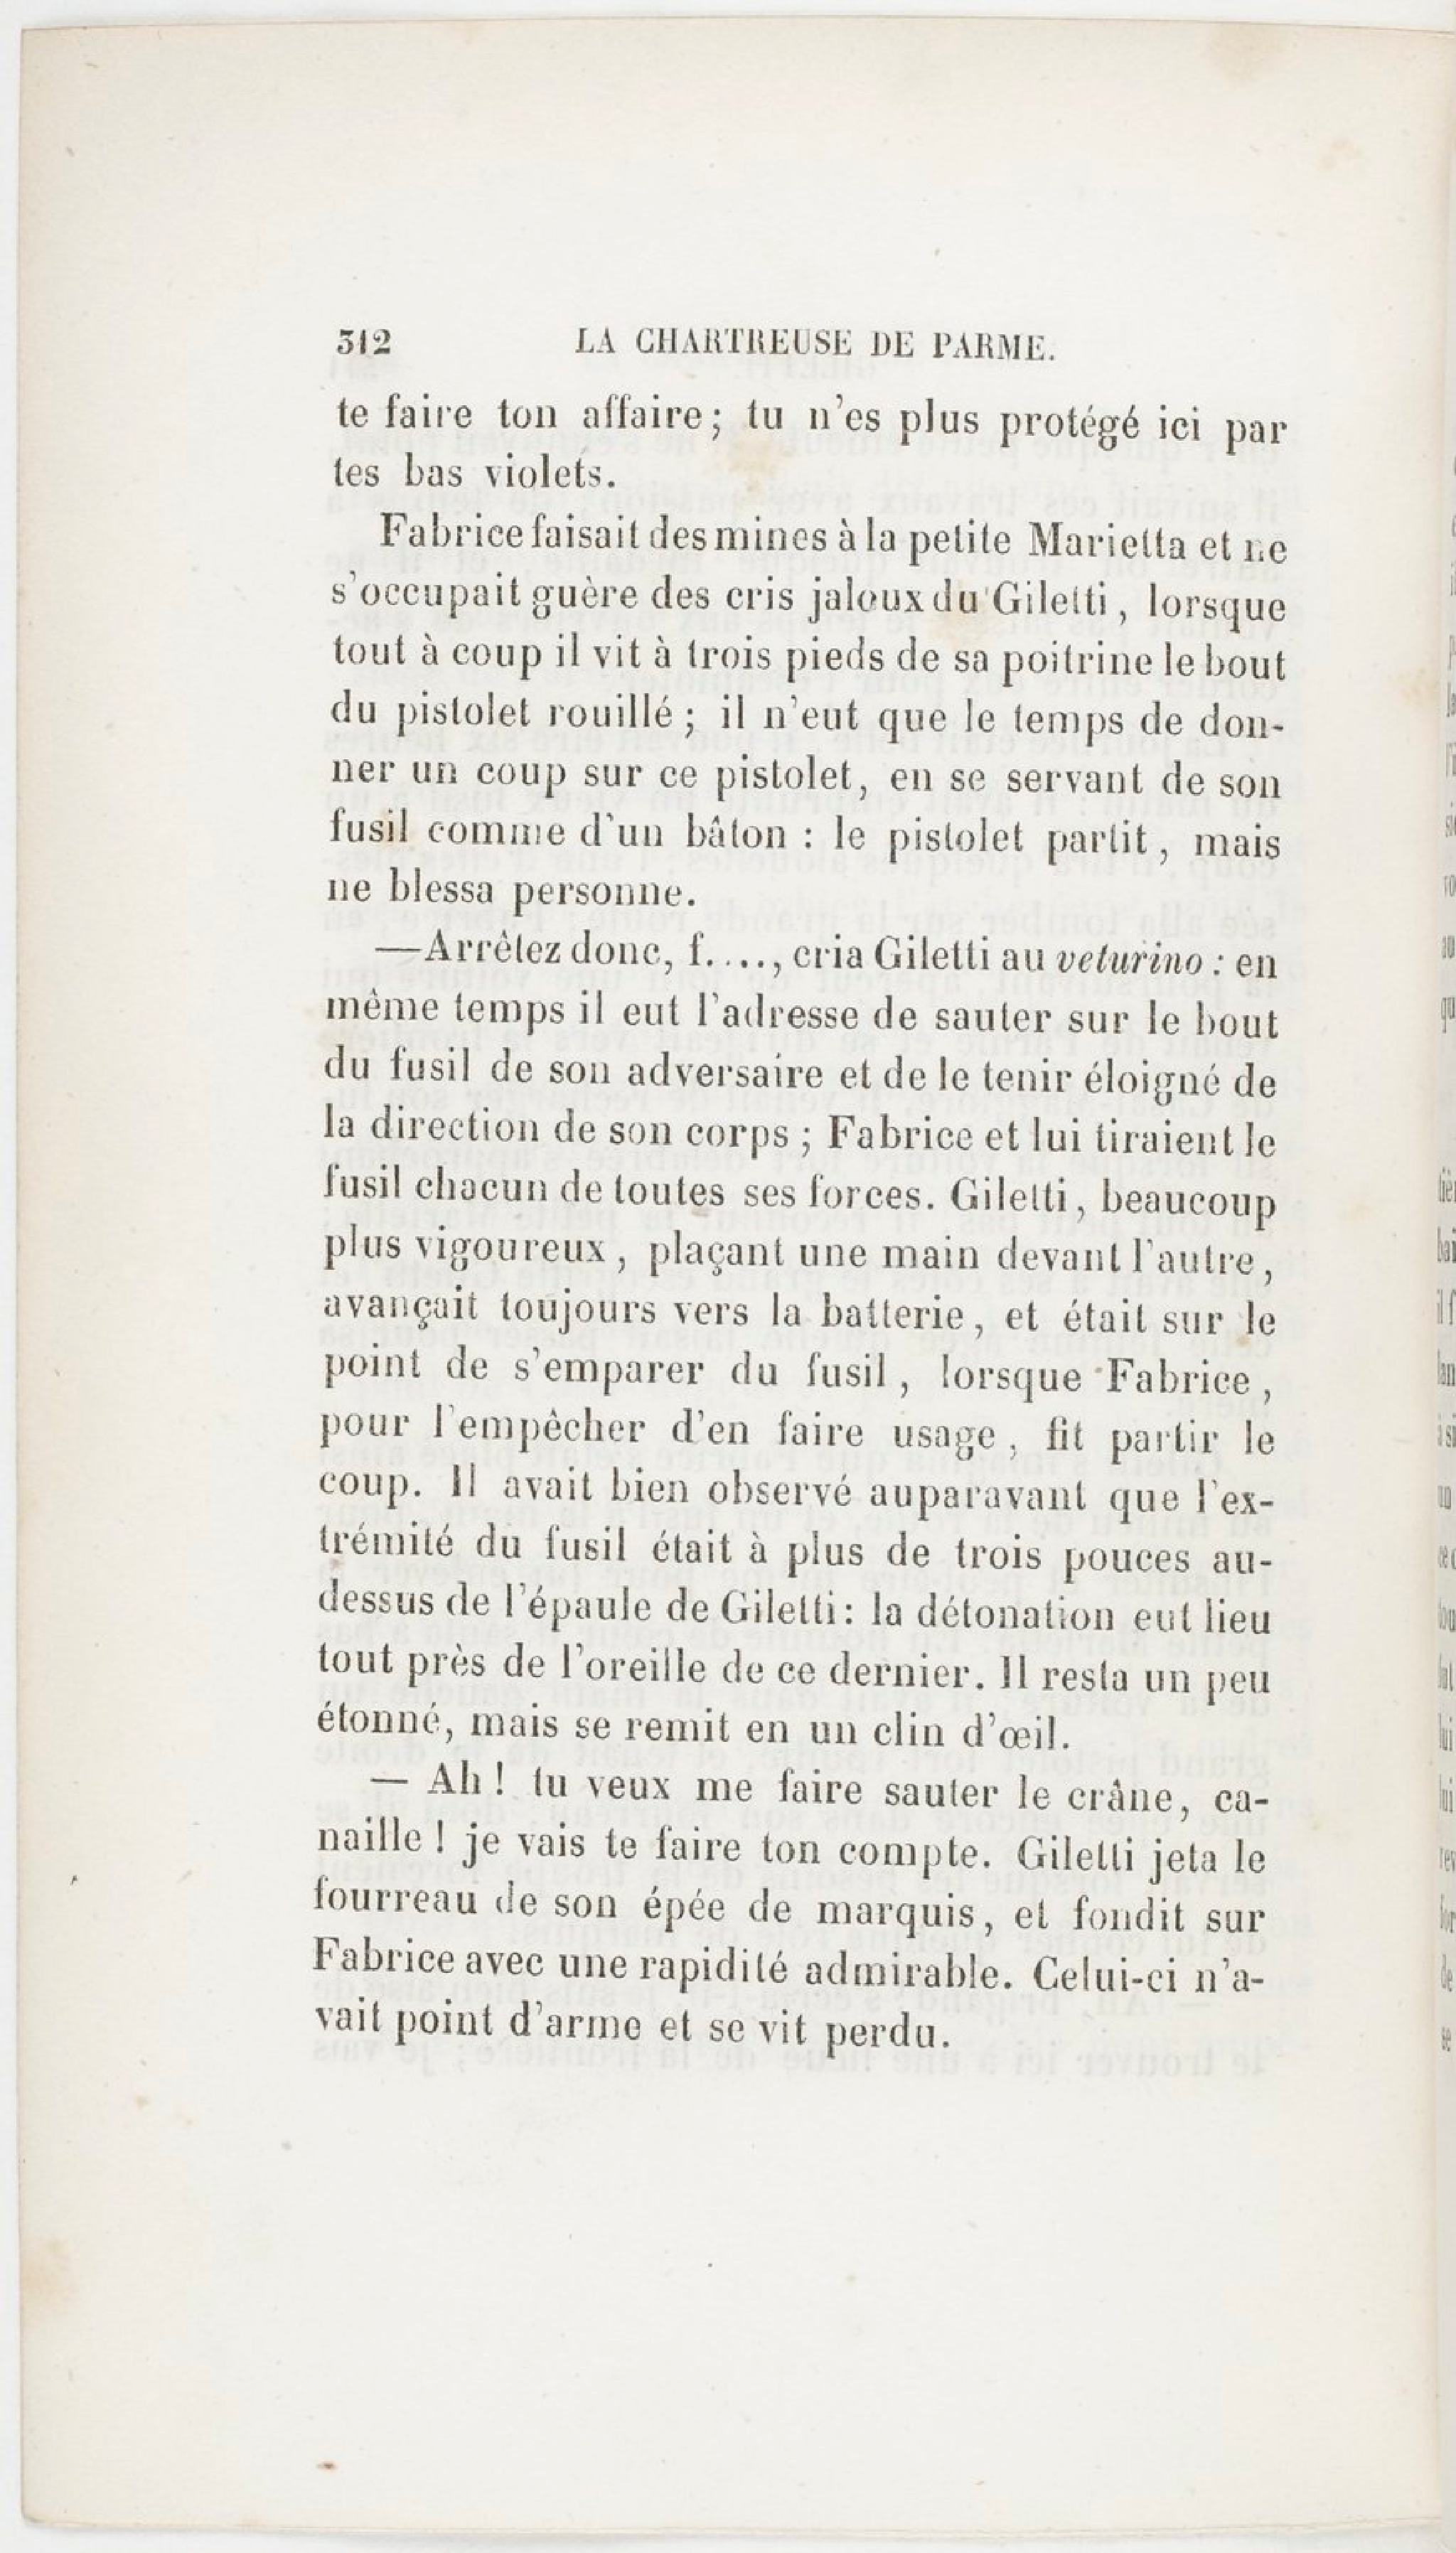 312 LA CHARTREUSE DE PARME.
te faire ton affaire; tu n'es plus protégé ici par
tes bas violets.
Fabrice faisait des mines à la petite Marietta et ne
s'occupait guère des cris jaloux du Giletti, lorsque
tout à coup il vit à trois pieds de sa poitrine le bout
du pistolet rouillé ; il n'eut que le temps de don-
ner un coup sur ce pistolet, en se servant de son
fusil comme d'un bâton : le pistolet partit, mais
ne blessa personne.
—Arrêtez donc, f...., cria Giletti au veturino : en
même temps il eut l'adresse de sauter sur le bout
du fusil de son adversaire et de le tenir éloigné de
la direction de son corps ; Fabrice et lui tiraient le
fusil chacun de toutes ses forces. Giletti, beaucoup
plus vigoureux, plaçant une main devant l'autre,
avançait toujours vers la batterie, et était sur le
point de s'emparer du fusil, lorsque Fabrice,
pour l'empêcher d'en faire usage, fit partir le
coup. Il avait bien observé auparavant que l'ex-
trémité du fusil était à plus de trois pouces au-
dessus de l'épaule de Giletti: la détonation eut lieu
tout près de l'oreille de ce dernier. Il resta un peu
étonné, mais se remit en un clin d'œil.
— Ah ! tu veux me faire sauter le crâne, ca-
naille ! je vais te faire ton compte. Giletti jeta le
fourreau de son épée de marquis, et fondit sur
Fabrice avec une rapidité admirable. Celui-ci n'a-
vait point d'arme et se vit perdu.